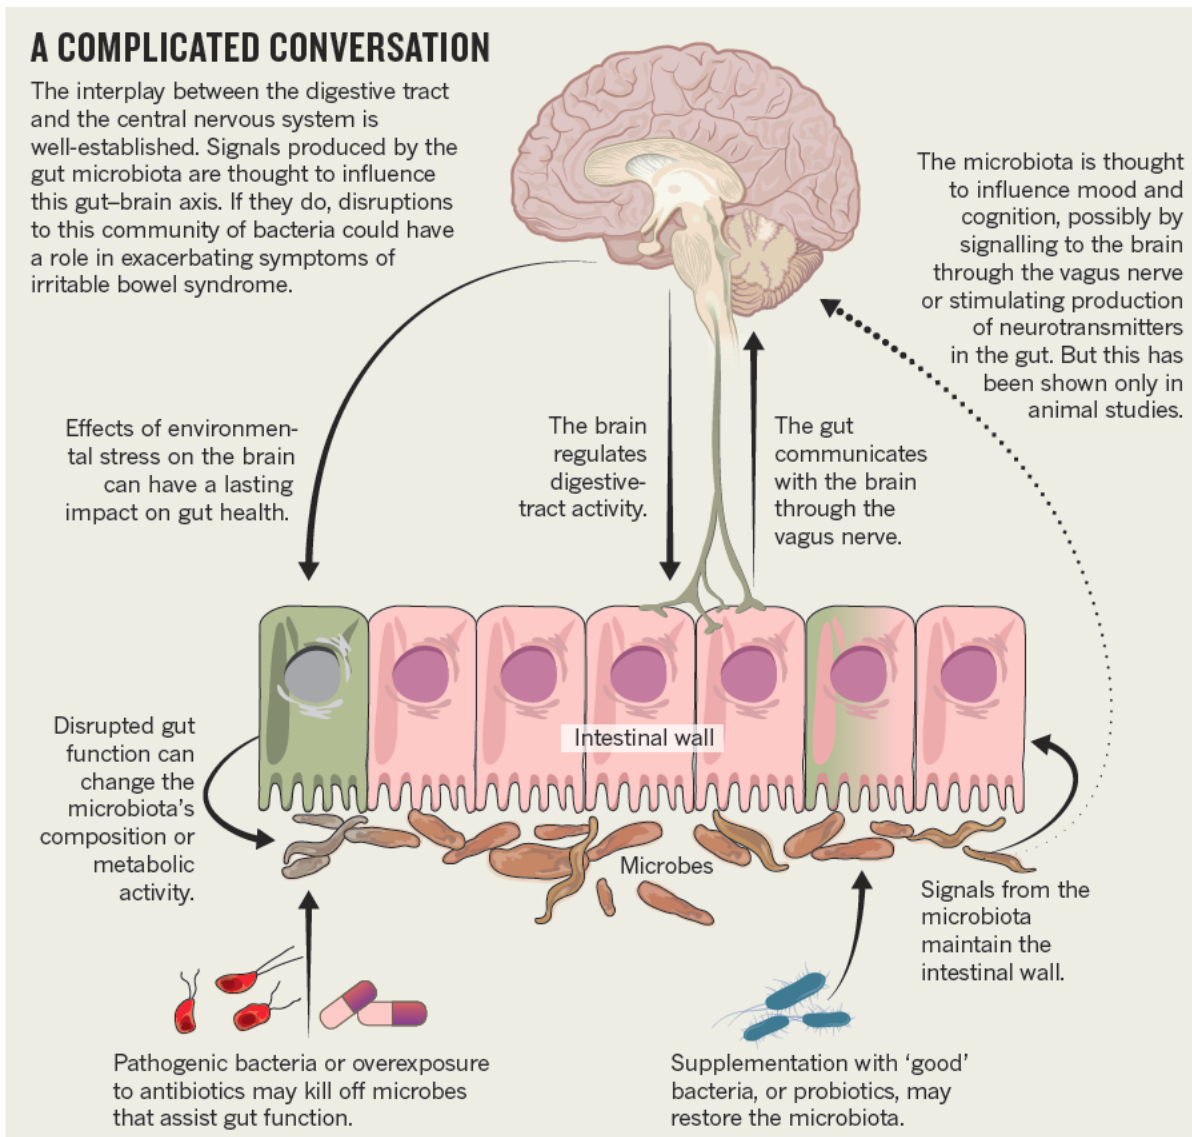 A COMPLICATED CONVERSATION
The interplay between the digestive tract
and the central nervous system is
well-established. Signals produced by the
gut microbiota are thought to influence
this gut–brain axis. If they do, disruptions
to this community of bacteria could have
a role in exacerbating symptoms of
irritable bowel syndrome.
The microbiota is thought
to influence mood and
cognition, possibly by
signalling to the brain
through the vagus nerve
or stimulating production
of neurotransmitters
in the gut. But this has
been shown only in
animal studies.
Effects of environmen-
tal stress on the brain
can have a lasting
impact on gut health.
The brain
regulates
digestive-
tract activity.
The gut
communicates
with the brain
through the
vagus nerve.
Intestinal wall
Disrupted gut
function can
change the
microbiota's
composition or
metabolic
activity.
Microbes
Signals from the
microbiota
maintain the
intestinal wall.
Pathogenic bacteria or overexposure
to antibiotics may kill off microbes
that assist gut function.
Supplementation with ‘good’
bacteria, or probiotics, may
restore the microbiota.